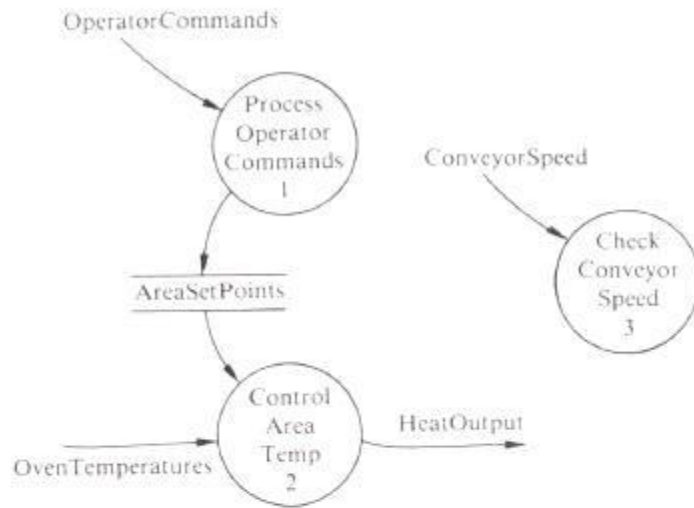 OperatorCommands
Process
Operator
Commands
1
ConveyorSpeed
Check
Conveyor
Speed
3
AreaSetPoints
Control
Area
Temp
2
HeatOutput
OvenTemperatures